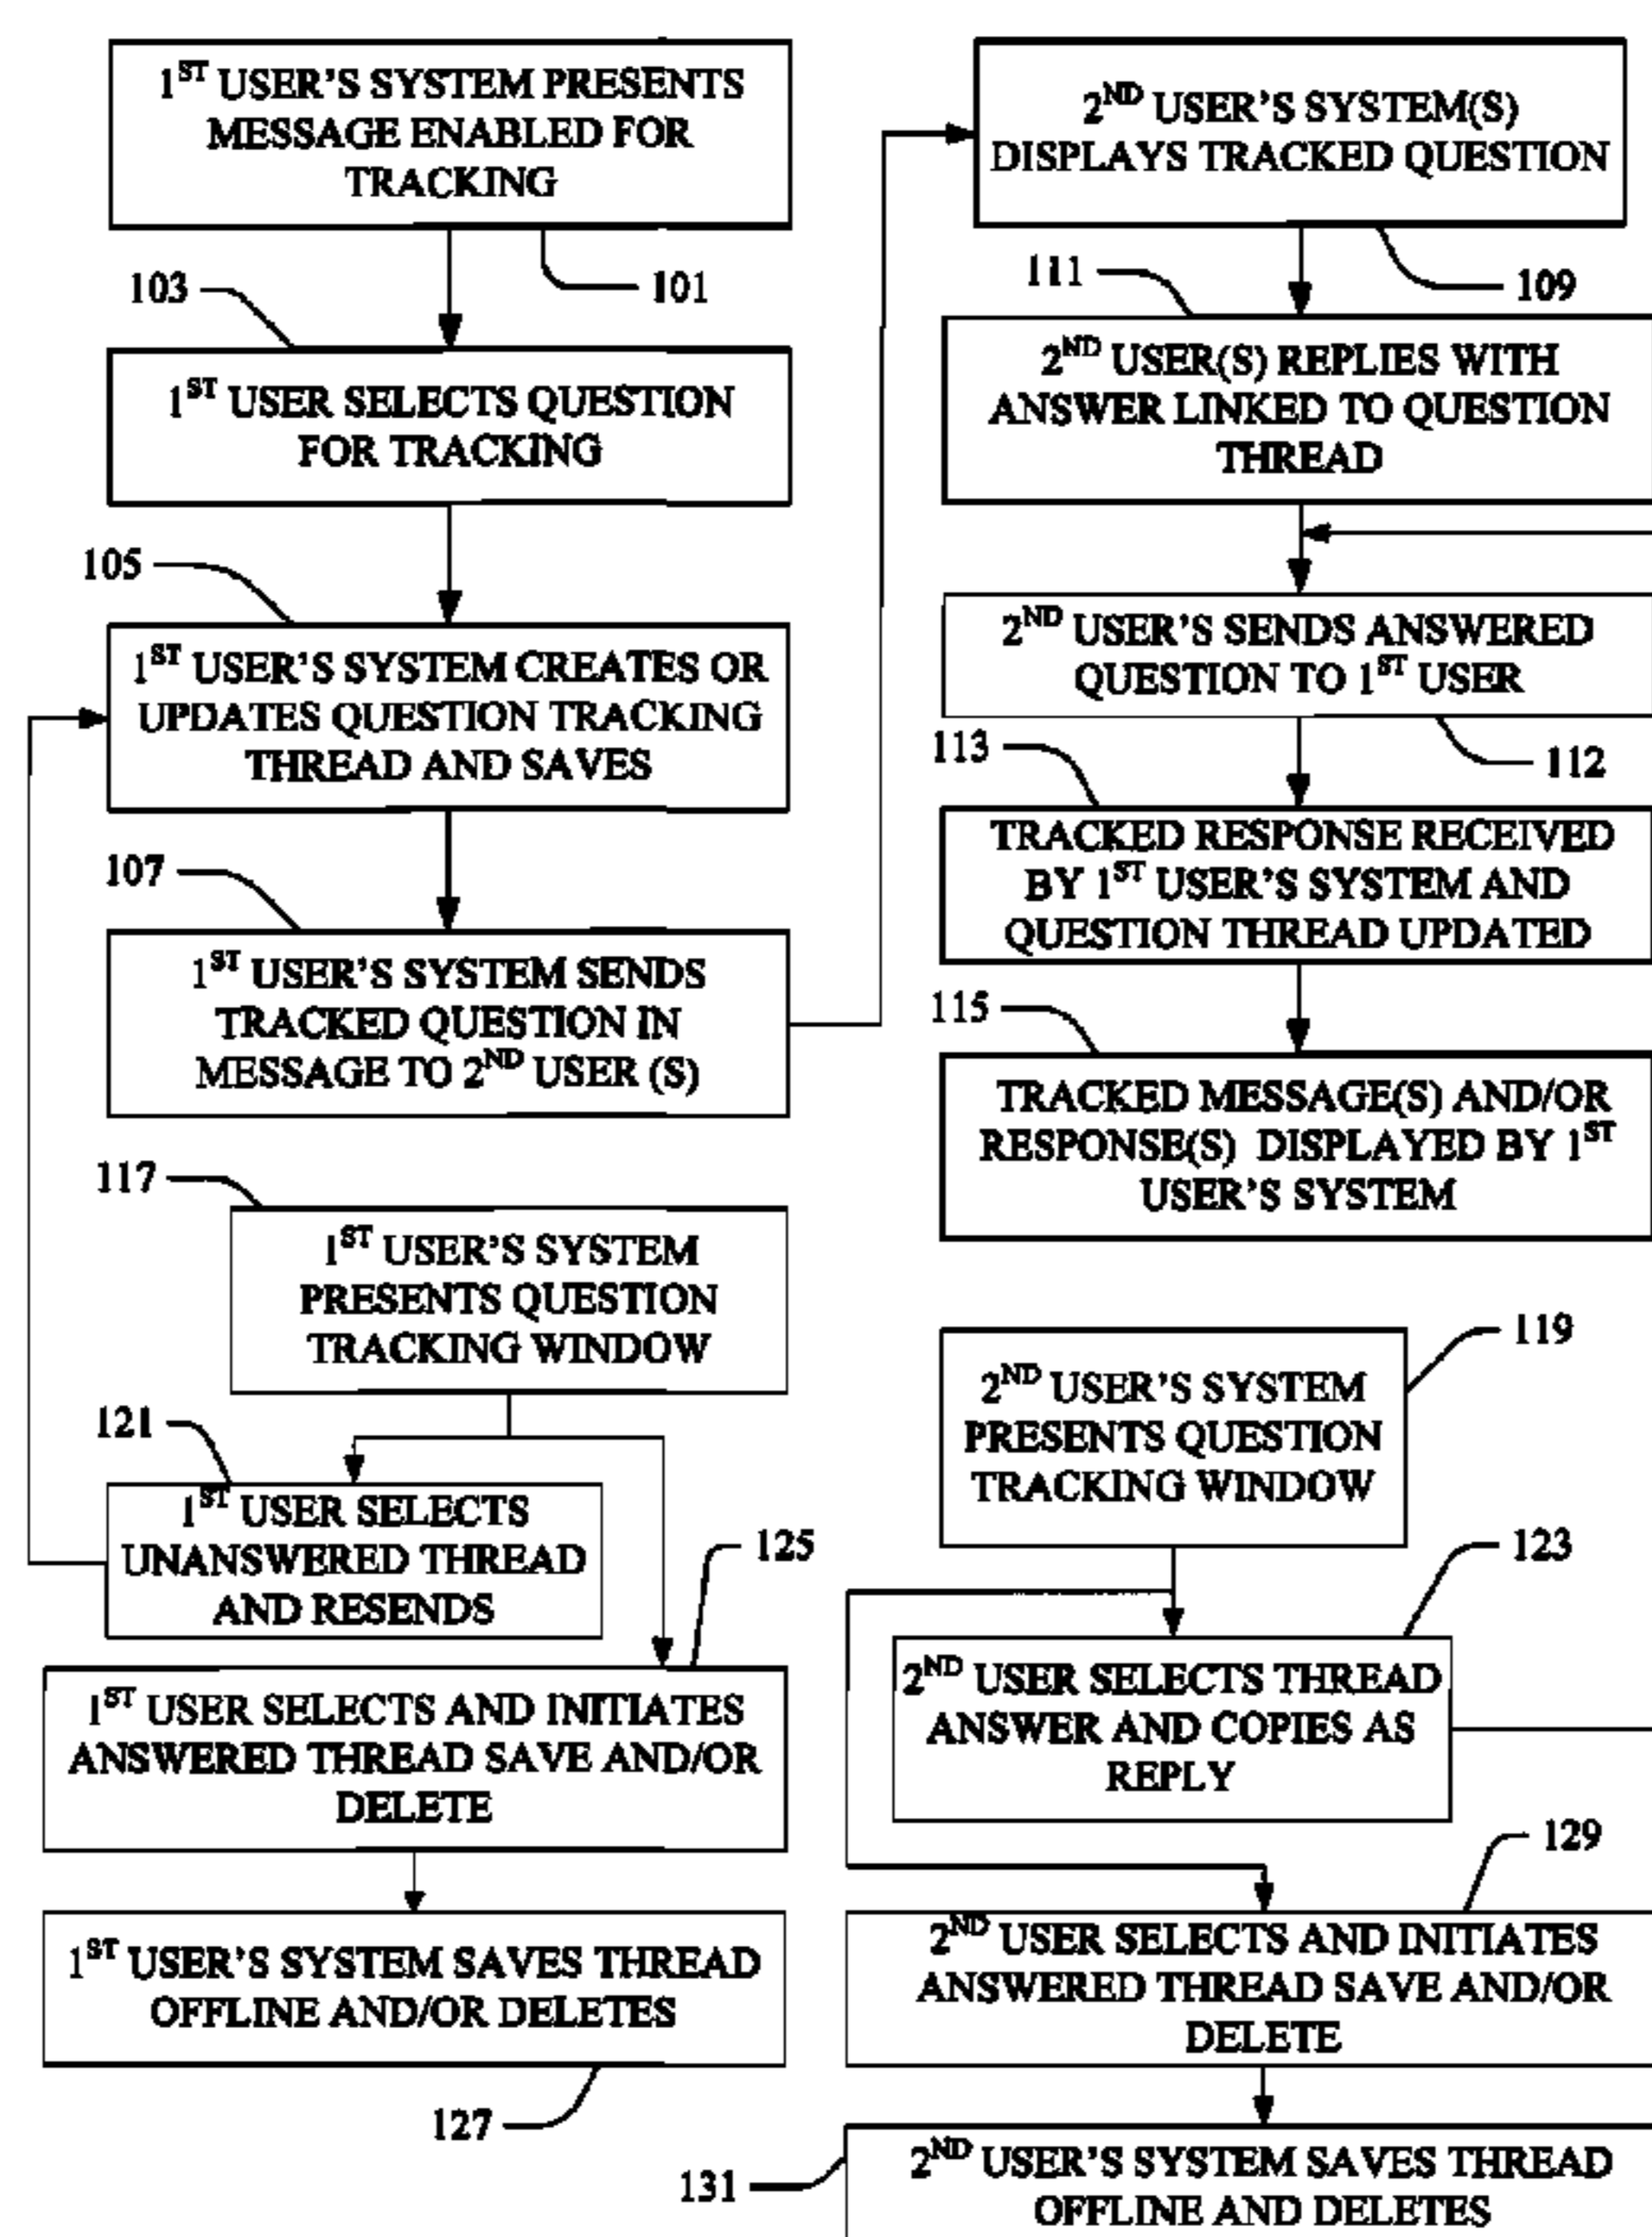 1ST USER'S SYSTEM PRESENTS
MESSAGE ENABLED FOR
TRACKING
101
103
1ST USER SELECTS QUESTION
FOR TRACKING
105
1ST USER'S SYSTEM CREATES OR
UPDATES QUESTION TRACKING
THREAD AND SAVES
107
1ST USER'S SYSTEM SENDS
TRACKED QUESTION IN
MESSAGE TO 2ND USER (S)
2ND USER'S SYSTEM(S)
DISPLAYS TRACKED QUESTION
109
111
2ND USER(S) REPLIES WITH
ANSWER LINKED TO QUESTION
THREAD
2ND USER'S SENDS ANSWERED
QUESTION TO 1ST USER
112
113
TRACKED RESPONSE RECEIVED
BY 1ST USER'S SYSTEM AND
QUESTION THREAD UPDATED
115
TRACKED MESSAGE(S) AND/OR
RESPONSE(S) DISPLAYED BY 1ST
USER'S SYSTEM
117
1ST USER'S SYSTEM
PRESENTS QUESTION
TRACKING WINDOW
121
1ST USER SELECTS
UNANSWERED THREAD
AND RESENDS
125
1ST USER SELECTS AND INITIATES
ANSWERED THREAD SAVE AND/OR
DELETE
1ST USER'S SYSTEM SAVES THREAD
OFFLINE AND/OR DELETES
127
119
2ND USER'S SYSTEM
PRESENTS QUESTION
TRACKING WINDOW
123
2ND USER SELECTS THREAD
ANSWER AND COPIES AS
REPLY
129
2ND USER SELECTS AND INITIATES
ANSWERED THREAD SAVE AND/OR
DELETE
131
2ND USER'S SYSTEM SAVES THREAD
OFFLINE AND DELETES